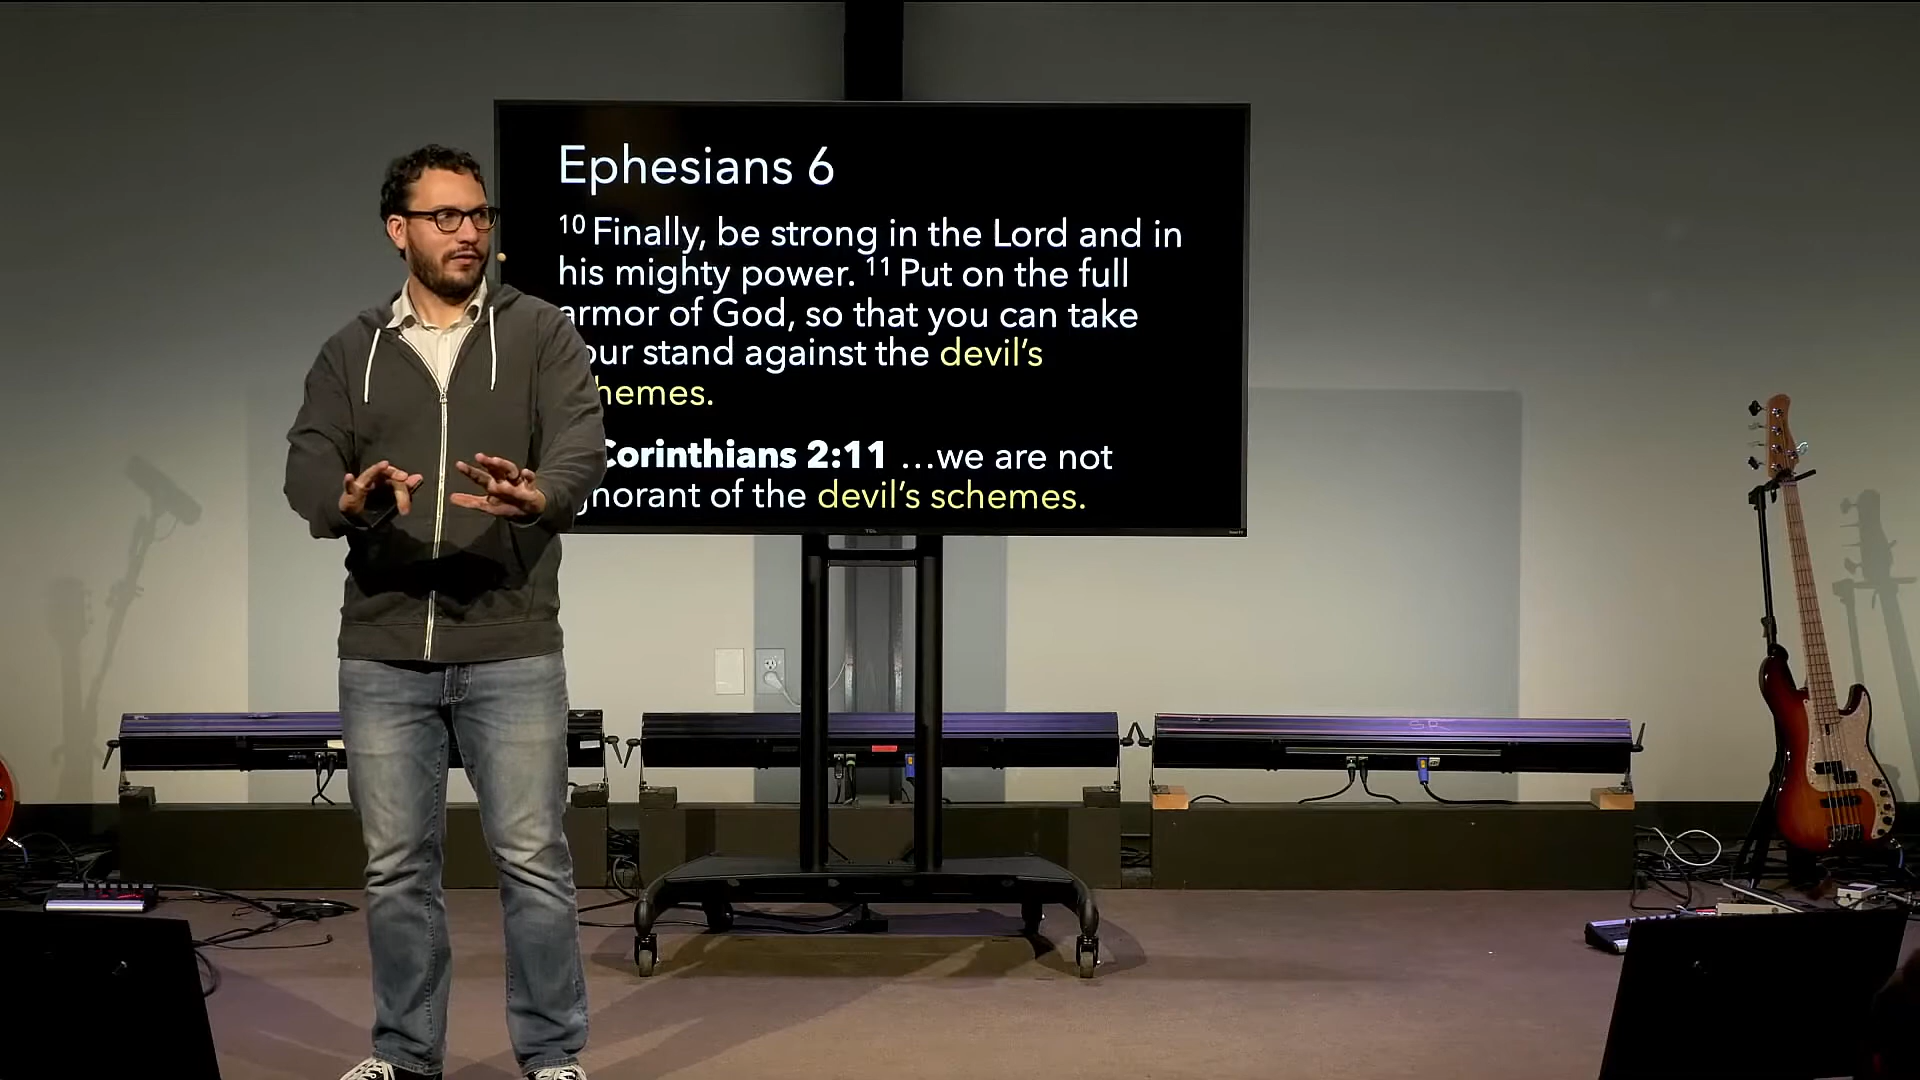 Ephesians 6
10 Finally, be strong in the Lord and in
his mighty power. 11 Put on the full
armor of God, so that you can take
our stand against the devil's
hemes.
Corinthians 2:11 ...we are not
gnorant of the devil's schemes.
TCL
SR